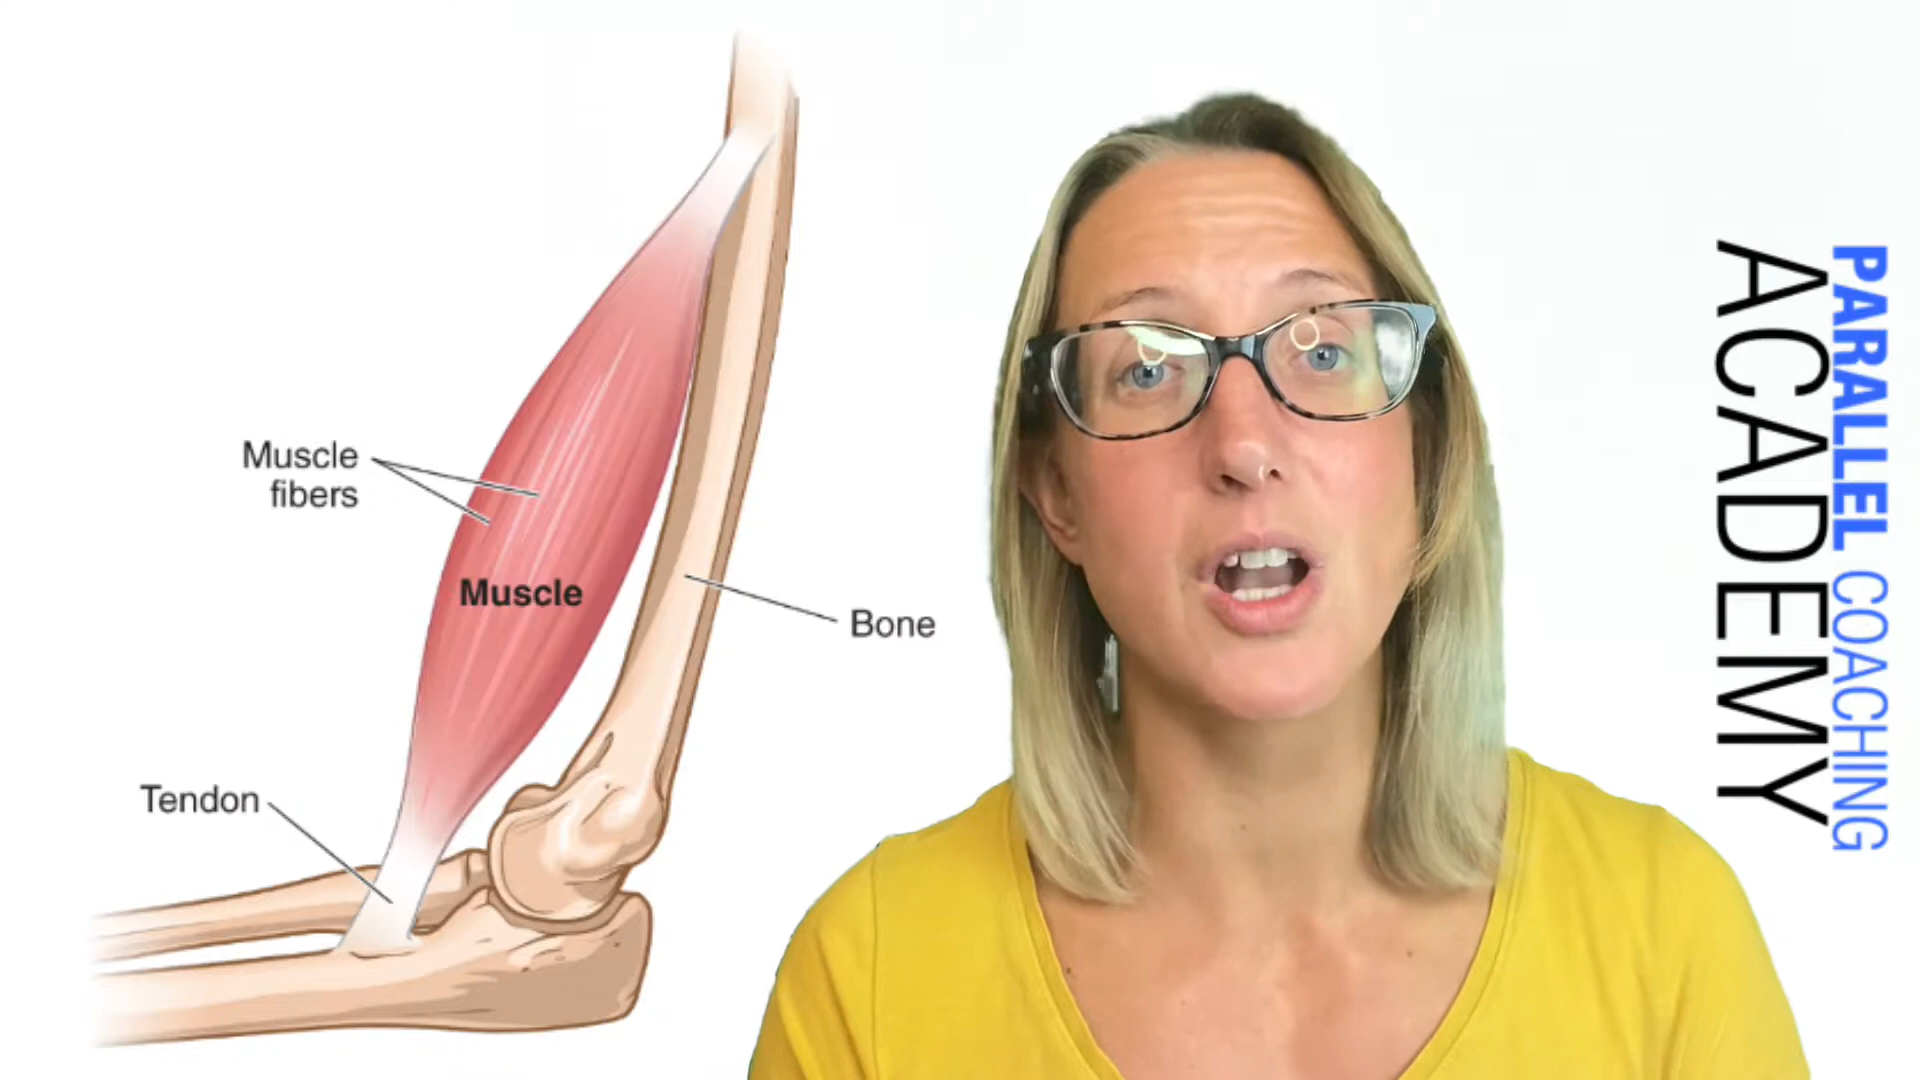 Muscle
fibers
Muscle
Bone
Tendon
PARALLEL COACHING
ACADEMY